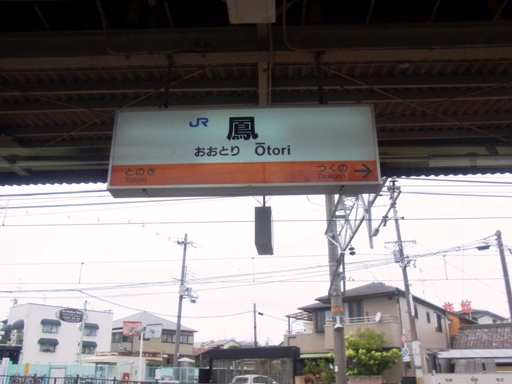 JR 鳳
おおとり Ōtori
とのき つくの →
Tonoki Tsukuno